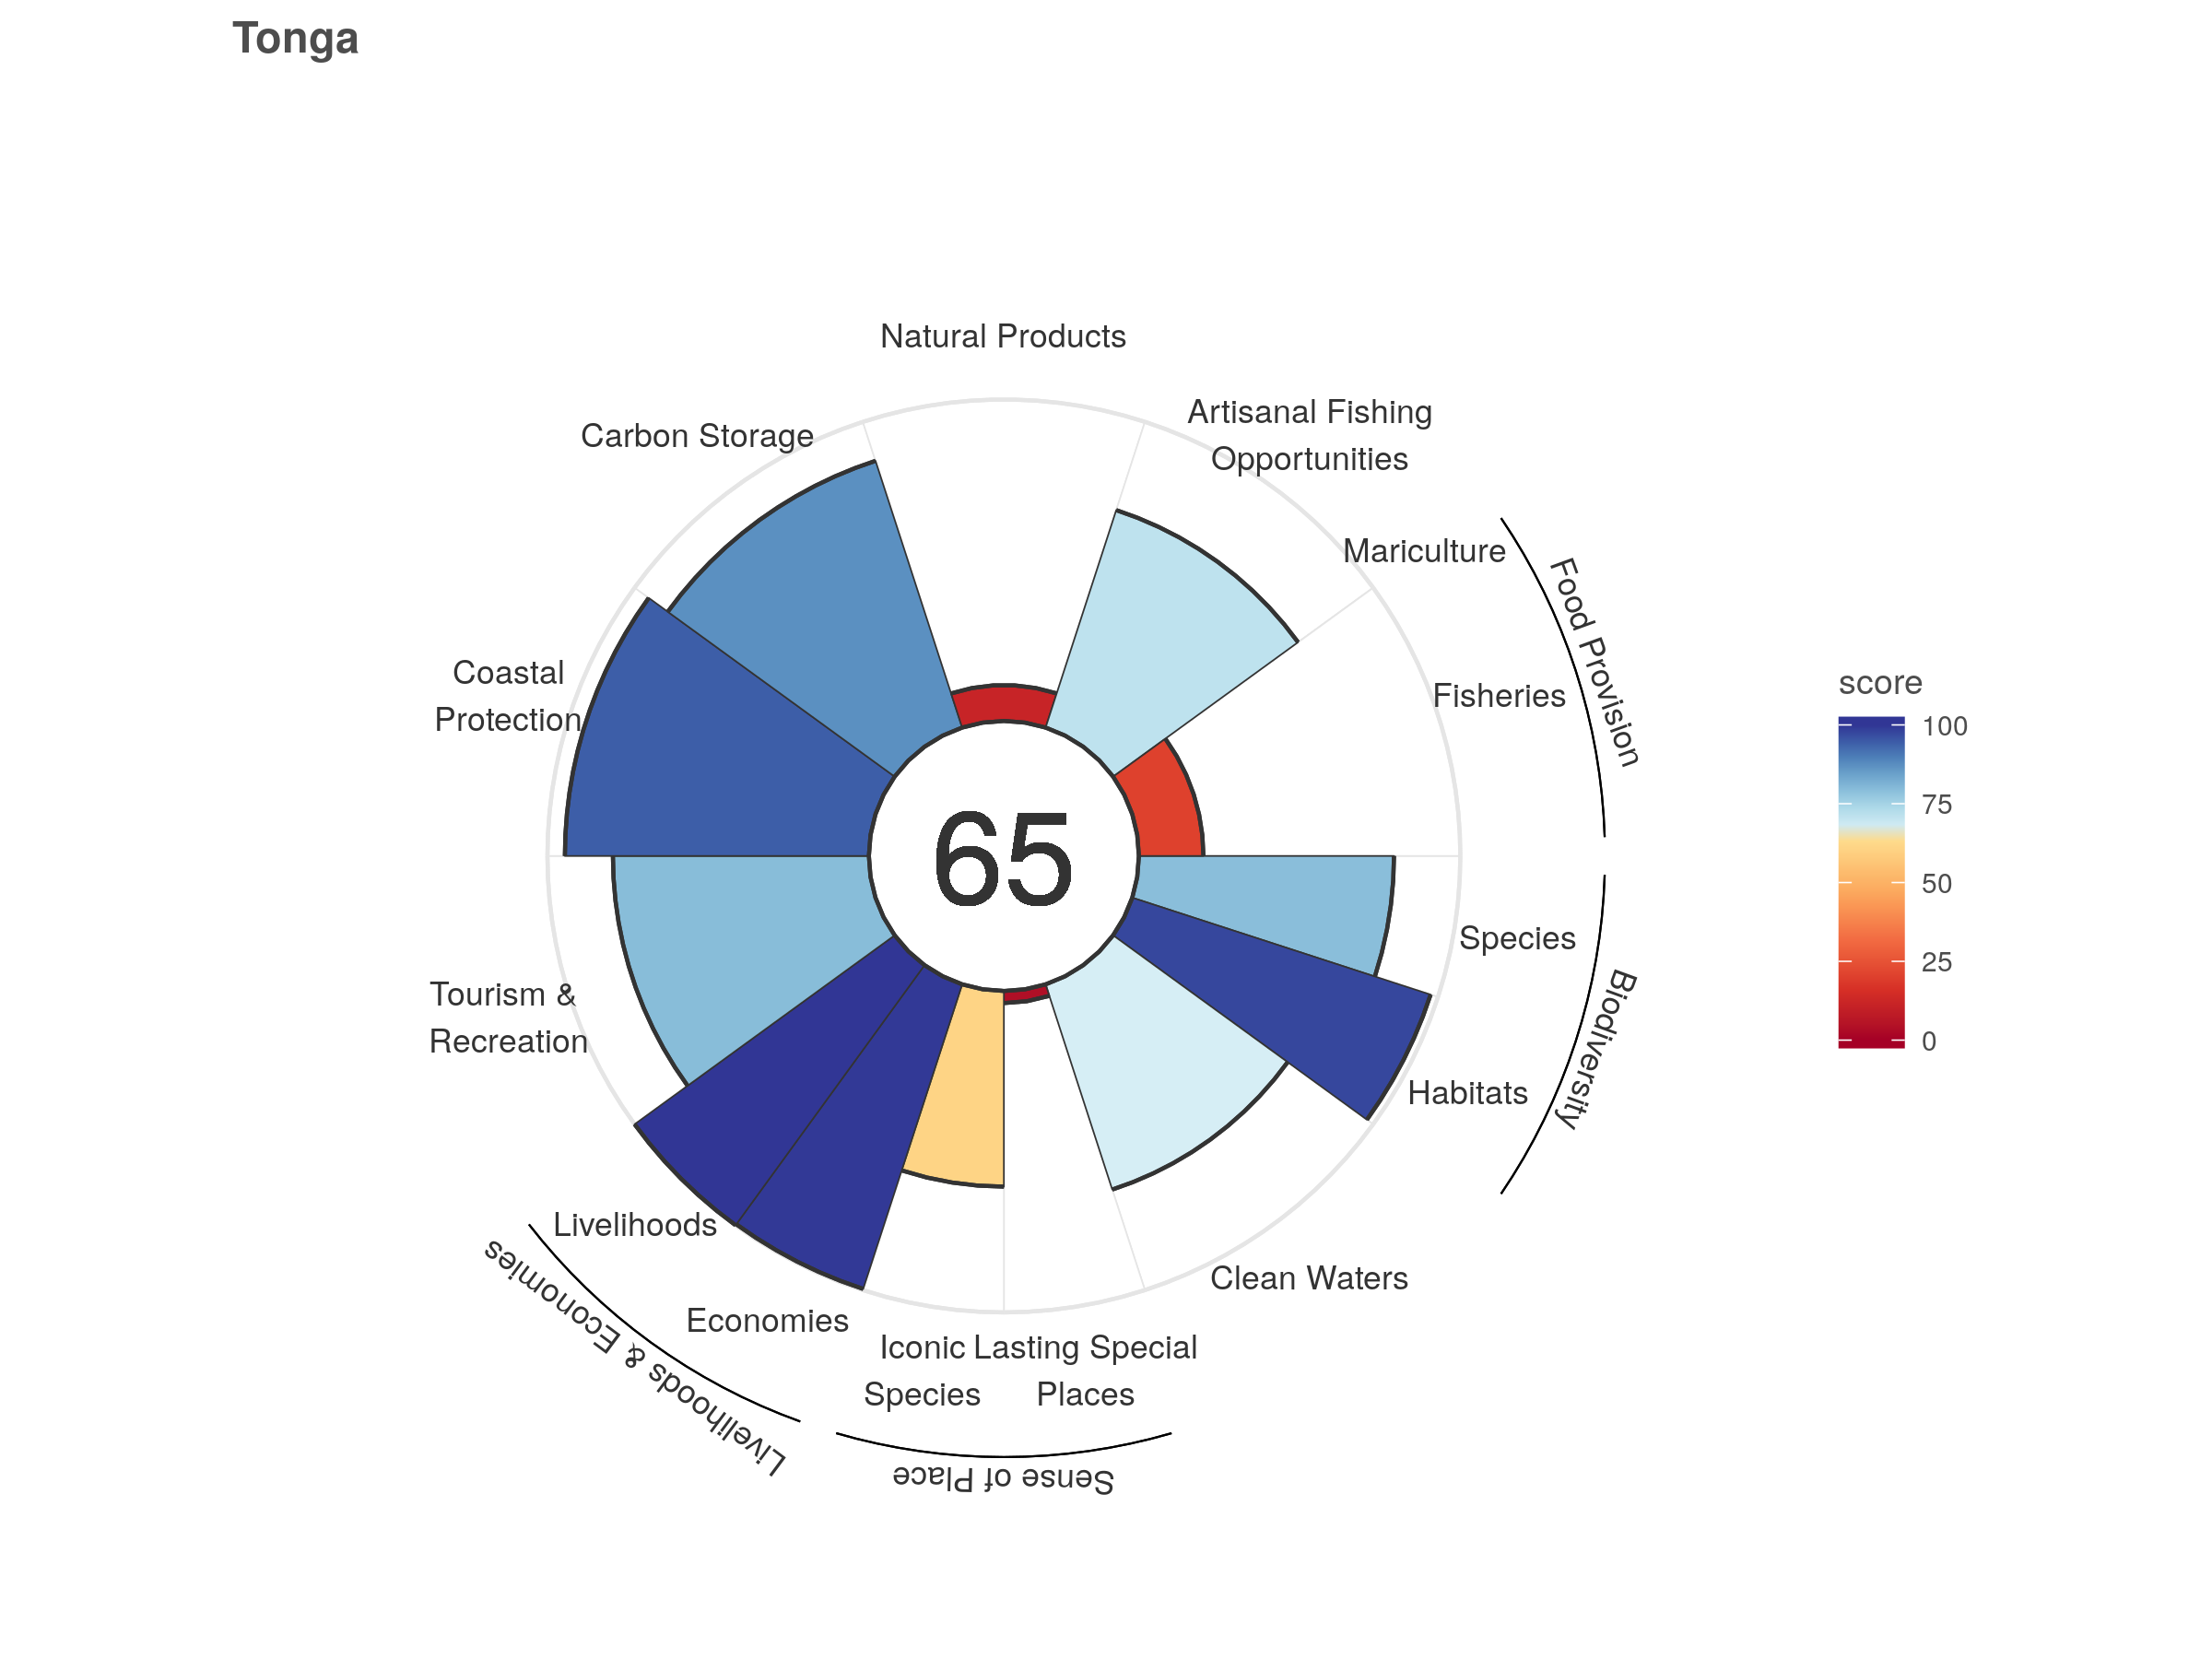 Tonga
Natural Products
Artisanal Fishing
Opportunities
Carbon Storage
Mariculture
Food Provision
Fisheries
Coastal
Protection
65
score
100
75
50
25
0
Species
Biodiversity
Habitats
Tourism &
Recreation
Livelihoods
Livelihoods & Economies
Economies
Clean Waters
Iconic
Species
Lasting Special
Places
Sense of Place